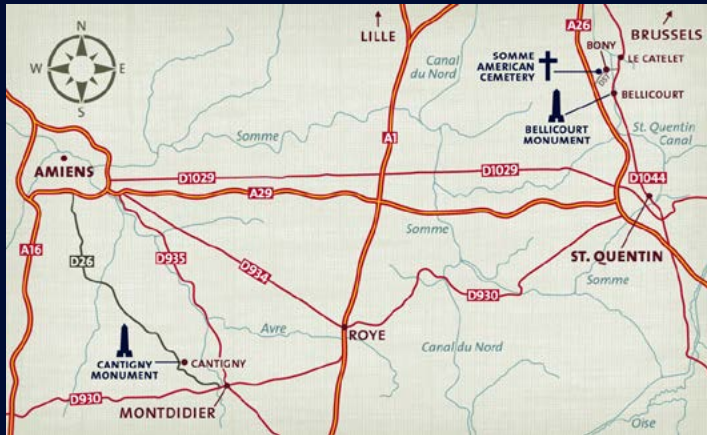 N
W
E
S
LILLE
Canal
du Nord
A26
BRUSSELS
BONY
LE CATELET
SOMME
AMERICAN
CEMETERY
D57
BELLICOURT
BELLICOURT
MONUMENT
St. Quentin
Canal
Somme
A1
AMIENS
D1029
D1029
D1044
A29
A16
D26
D935
D934
Somme
ST. QUENTIN
Somme
D930
Avre
ROYE
Canal du Nord
CANTIGNY
MONUMENT
CANTIGNY
D930
MONTDIDIER
Oise